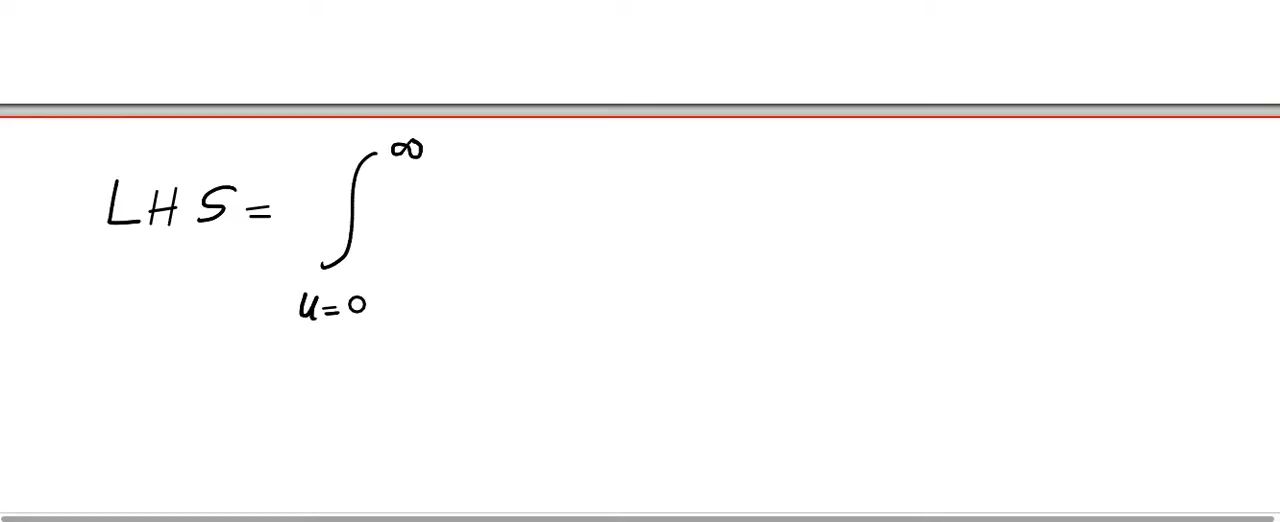 LHS = ∫ ∞
u=0